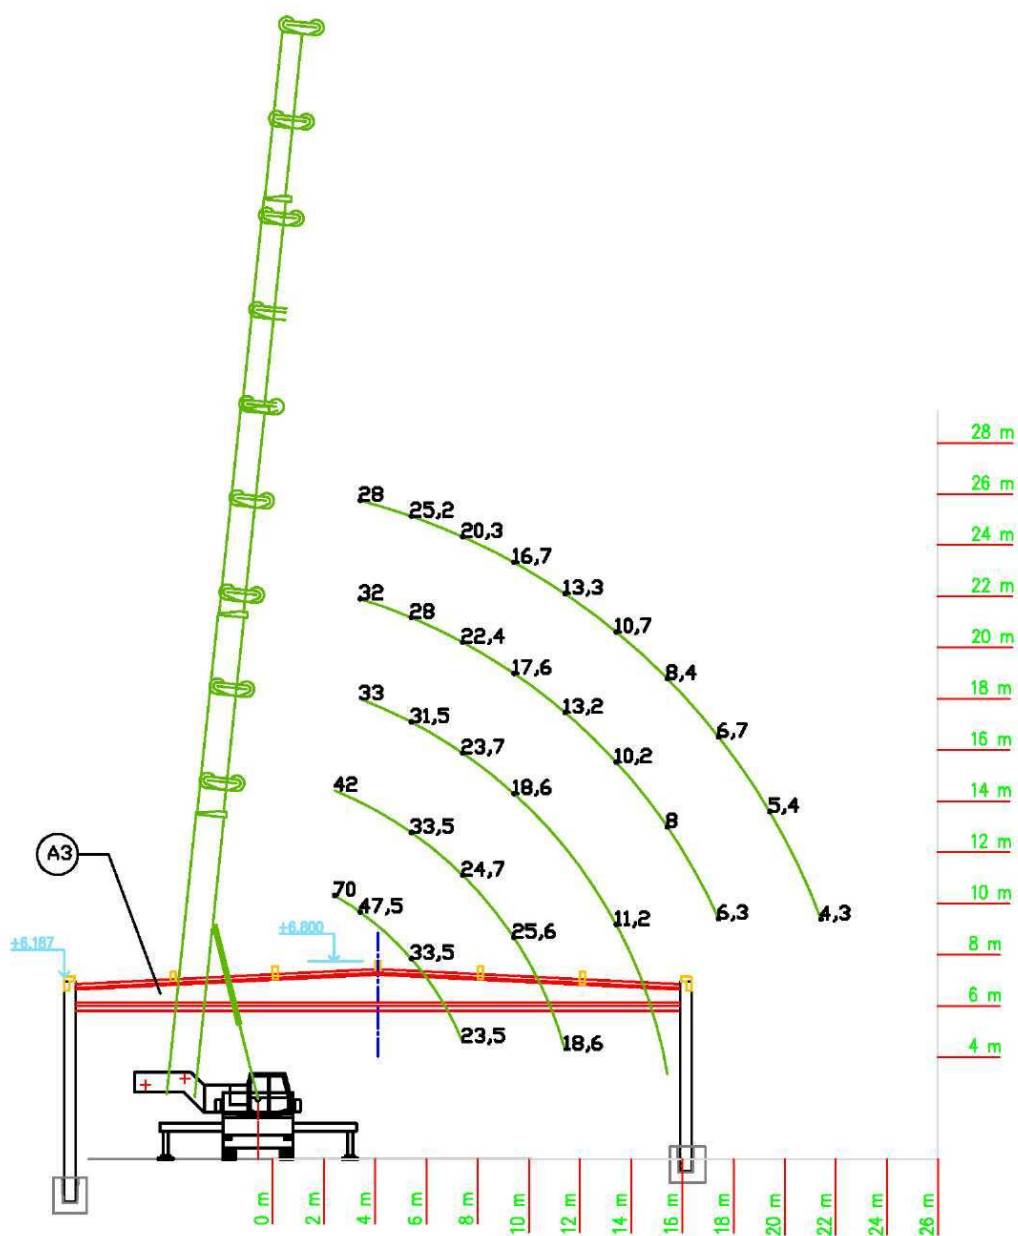 28 m
26 m
24 m
22 m
20 m
18 m
16 m
14 m
12 m
10 m
8 m
6 m
4 m
28
25,2
20,3
16,7
13,3
10,7
8,4
6,7
5,4
4,3
32
28
22,4
17,6
13,2
10,2
8
6,3
33
31,5
23,7
18,6
11,2
42
33,5
24,7
25,6
18,6
70
47,5
33,5
23,5
A3
+6.187
+6.800
0 m
2 m
4 m
6 m
8 m
10 m
12 m
14 m
16 m
18 m
20 m
22 m
24 m
26 m